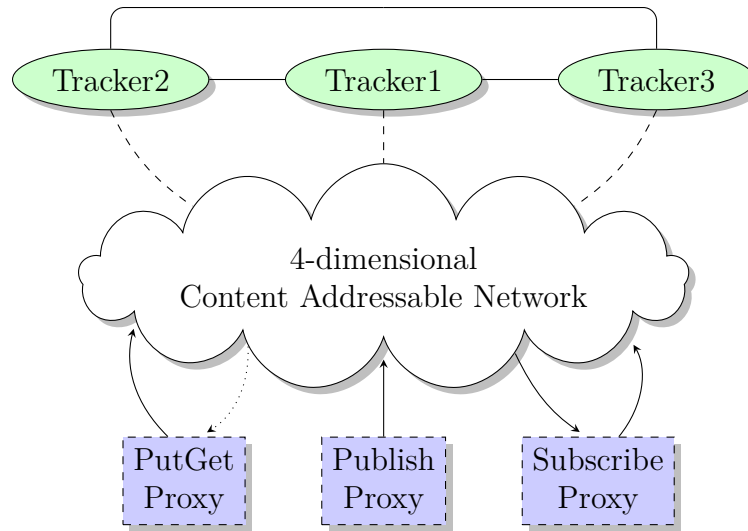 Tracker2 Tracker1 Tracker3
4-dimensional
Content Addressable Network
PutGet Publish Subscribe
Proxy Proxy Proxy